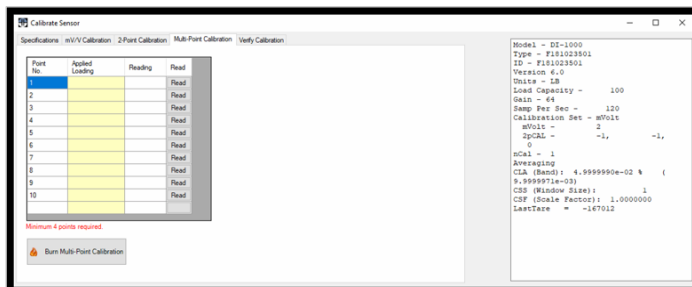 Calibrate Sensor
Specifications mV/V Calibration 2-Point Calibration Multi-Point Calibration Verify Calibration
Point No. Applied Loading Reading Read
1 Read
2 Read
3 Read
4 Read
5 Read
6 Read
7 Read
8 Read
9 Read
10 Read
Minimum 4 points required.
Burn Multi-Point Calibration
Model - DI-1000
Type - F181023501
ID - F181023501
Version 6.0
Units - LB
Load Capacity - 100
Gain - 64
Samp Per Sec - 120
Calibration Set - mVolt
mVolt - 2
2pCAL - -1, -1,
0
nCal - 1
Averaging
CLA (Band): 4.9999990e-02 % (
9.9999971e-03)
CSS (Window Size): 1
CSF (Scale Factor): 1.0000000
LastTare = -167012